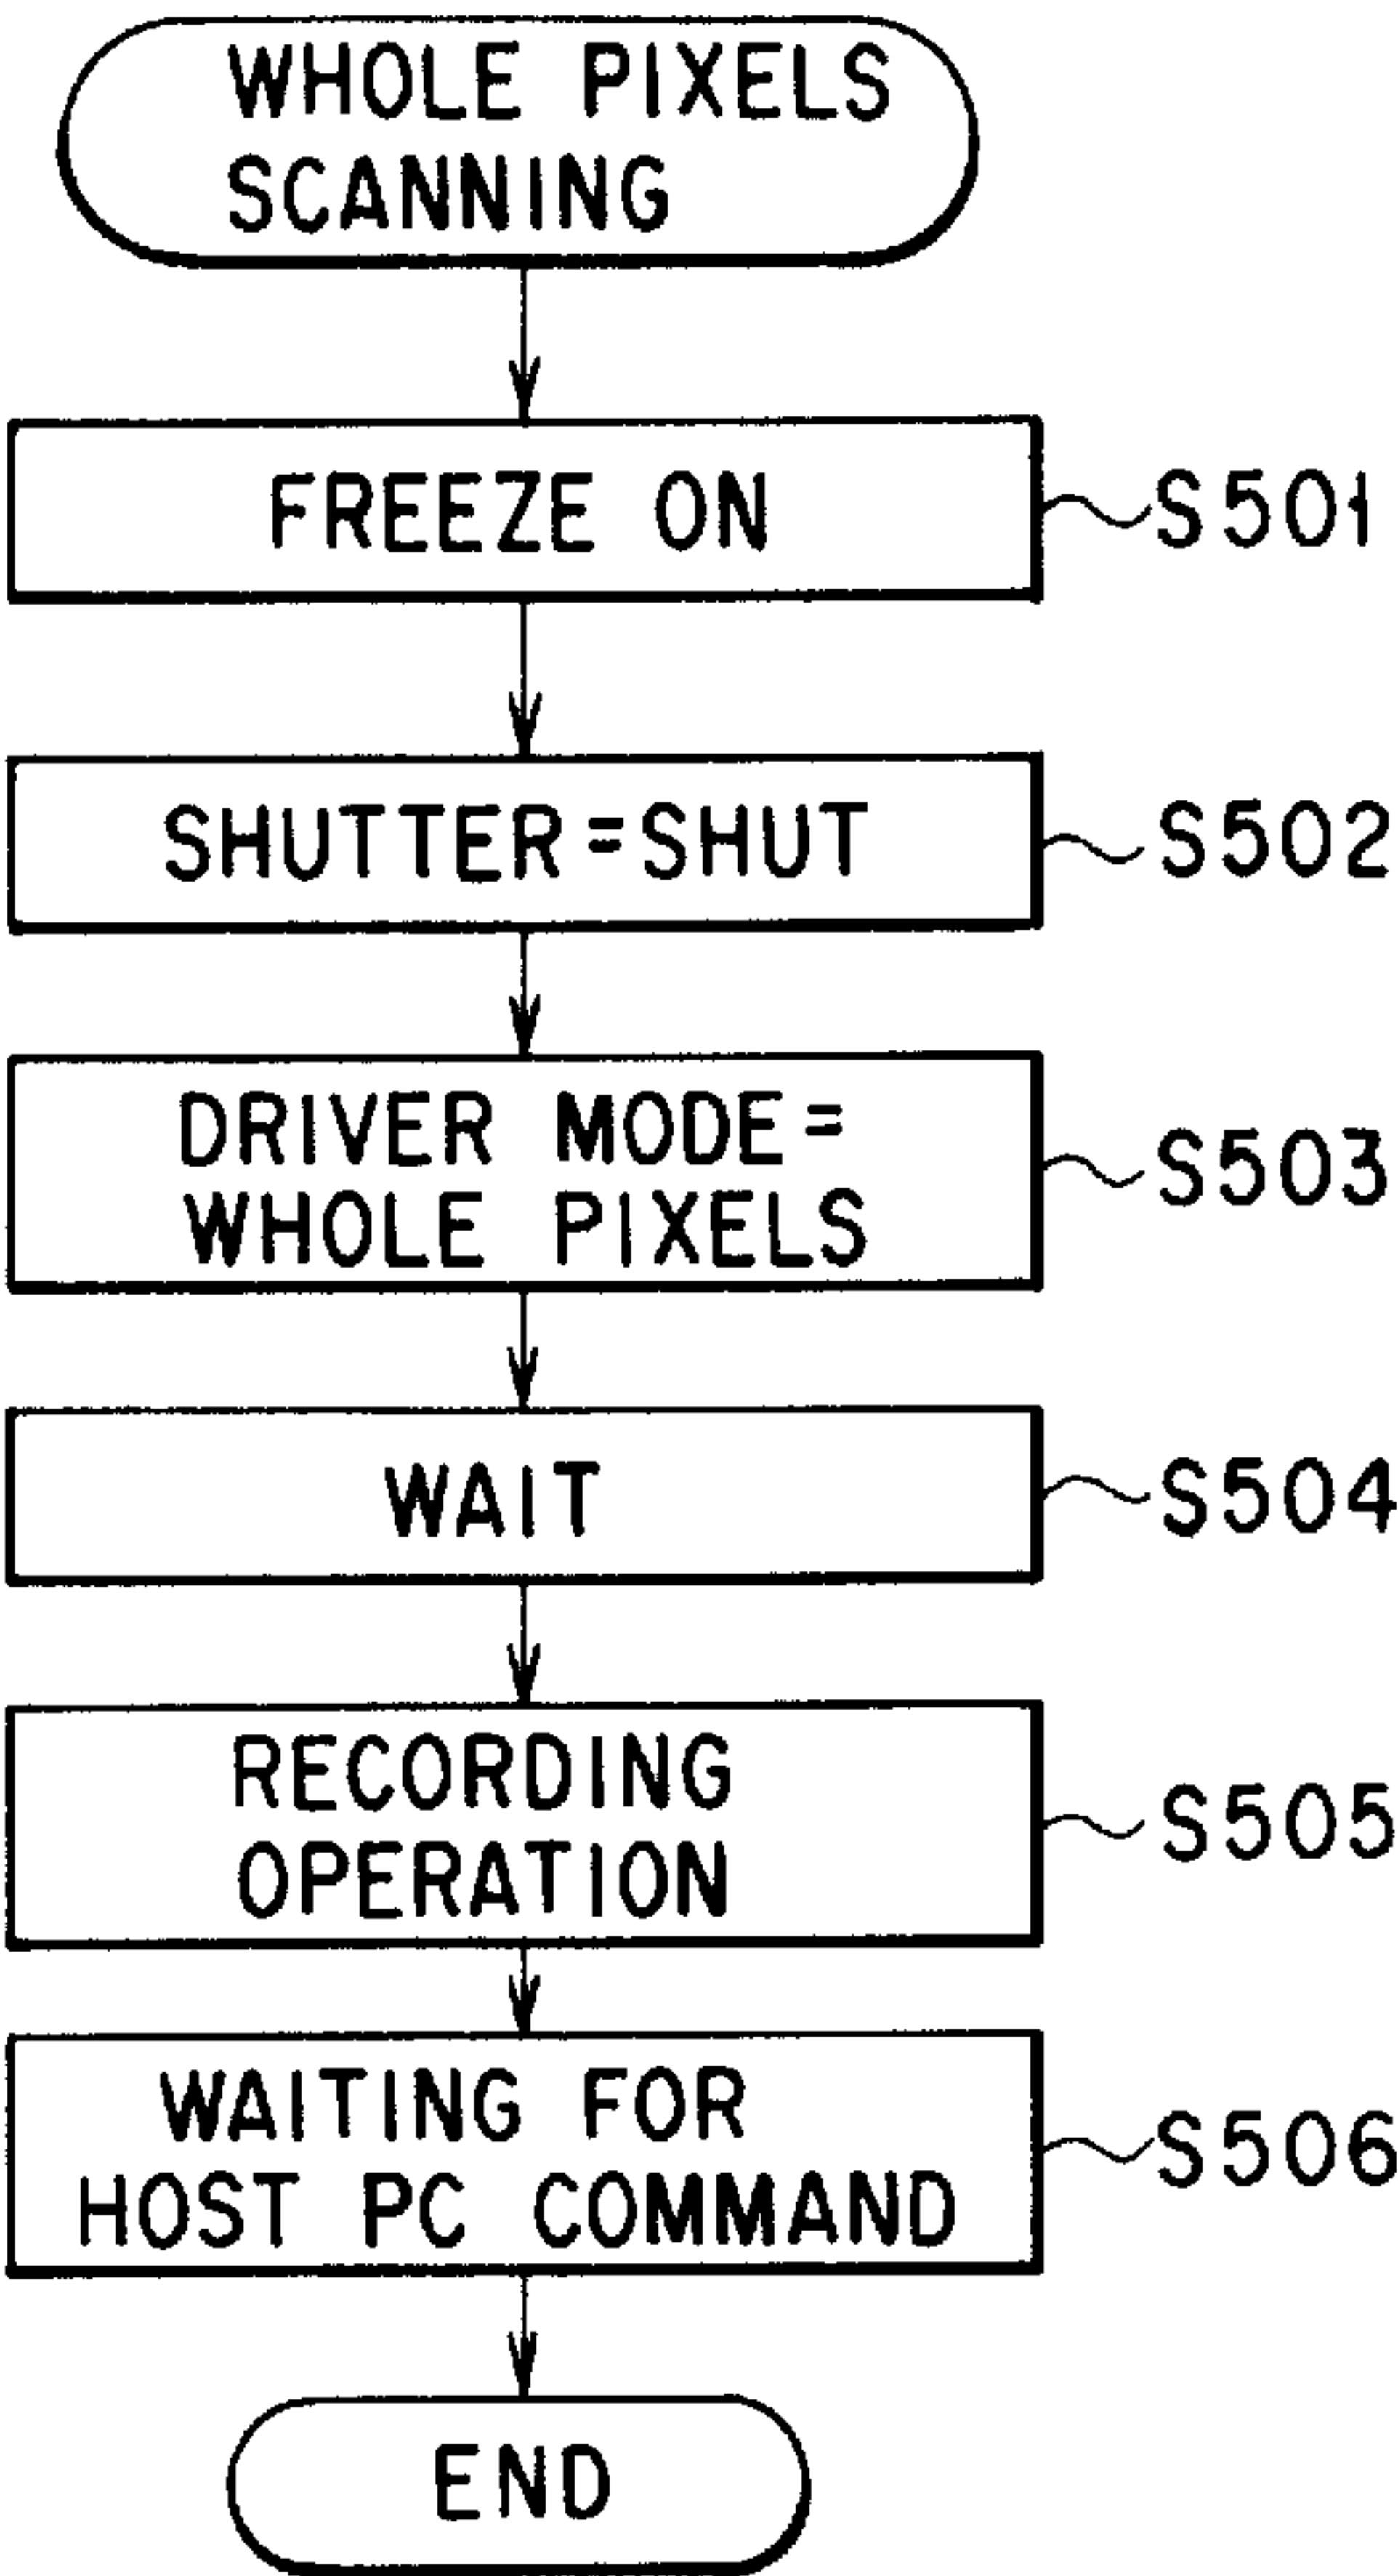 WHOLE PIXELS
SCANNING
FREEZE ON
S501
SHUTTER=SHUT
S502
DRIVER MODE=
WHOLE PIXELS
S503
WAIT
S504
RECORDING
OPERATION
S505
WAITING FOR
HOST PC COMMAND
S506
END